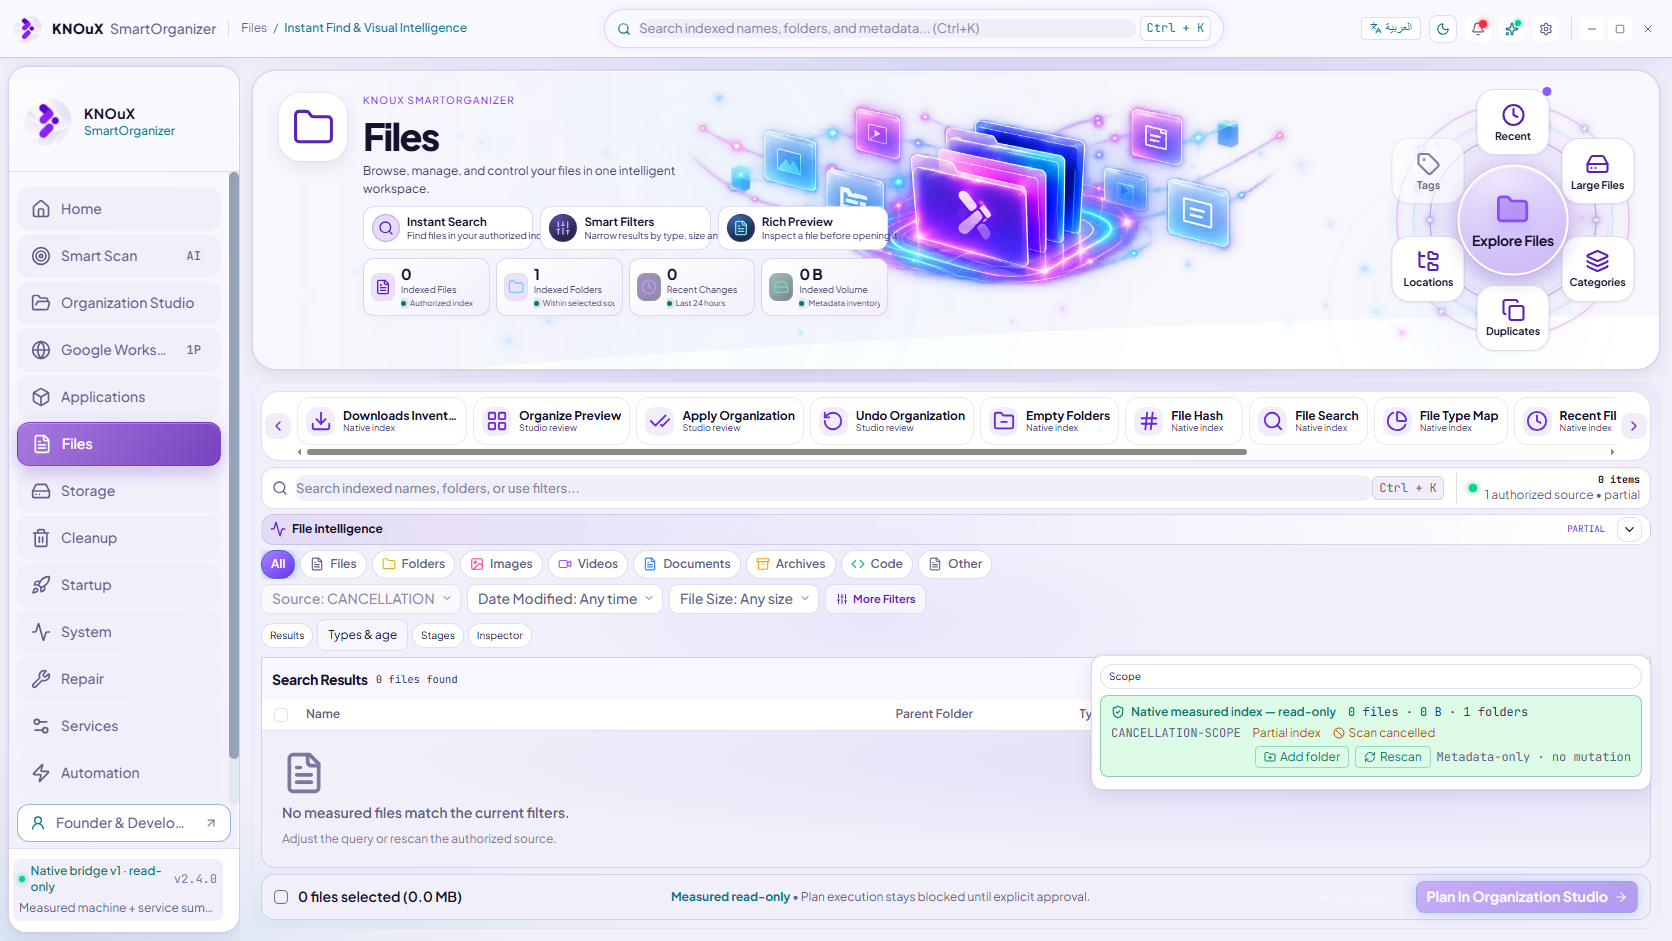 KNOuX SmartOrganizer
Files / Instant Find & Visual Intelligence
Search indexed names, folders, and metadata... (Ctrl+K)
Ctrl + K
العربية
KNOuX
SmartOrganizer
Home
Smart Scan AI
Organization Studio
Google Works... 1P
Applications
Files
Storage
Cleanup
Startup
System
Repair
Services
Automation
Founder & Develo...
Native bridge v1 · read-only
v2.4.0
Measured machine + service sum...
KNOUX SMARTORGANIZER
Files
Browse, manage, and control your files in one intelligent
workspace.
Instant Search
Find files in your authorized ind
Smart Filters
Narrow results by type, size an
Rich Preview
Inspect a file before opening it
0
Indexed Files
Authorized index
1
Indexed Folders
Within selected sou
0
Recent Changes
Last 24 hours
0 B
Indexed Volume
Metadata inventory
Recent
Tags
Large Files
Explore Files
Locations
Categories
Duplicates
Downloads Invent...
Native index
Organize Preview
Studio review
Apply Organization
Studio review
Undo Organization
Studio review
Empty Folders
Native index
File Hash
Native index
File Search
Native index
File Type Map
Native index
Recent Fil
Native index
Search indexed names, folders, or use filters...
Ctrl + K
0 items
1 authorized source • partial
File intelligence
PARTIAL
All
Files
Folders
Images
Videos
Documents
Archives
Code
Other
Source: CANCELLATION
Date Modified: Any time
File Size: Any size
More Filters
Results
Types & age
Stages
Inspector
Search Results 0 files found
Name
Parent Folder
Ty
Scope
Native measured index — read-only 0 files · 0 B · 1 folders
CANCELLATION-SCOPE Partial index Scan cancelled
Add folder
Rescan
Metadata-only · no mutation
No measured files match the current filters.
Adjust the query or rescan the authorized source.
0 files selected (0.0 MB)
Measured read-only • Plan execution stays blocked until explicit approval.
Plan in Organization Studio